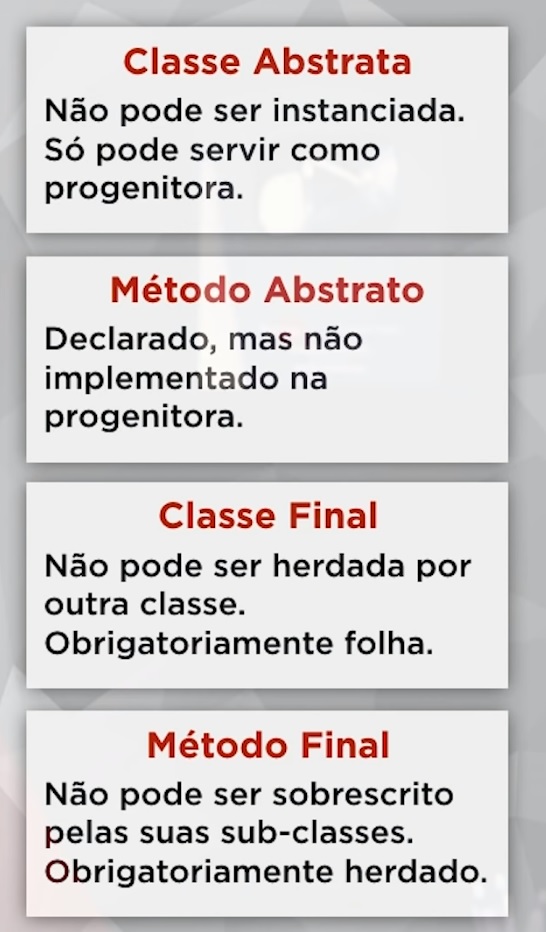 Classe Abstrata
Não pode ser instanciada.
Só pode servir como
progenitora.
Método Abstrato
Declarado, mas não
implementado na
progenitora.
Classe Final
Não pode ser herdada por
outra classe.
Obrigatoriamente folha.
Método Final
Não pode ser sobrescrito
pelas suas sub-classes.
Obrigatoriamente herdado.